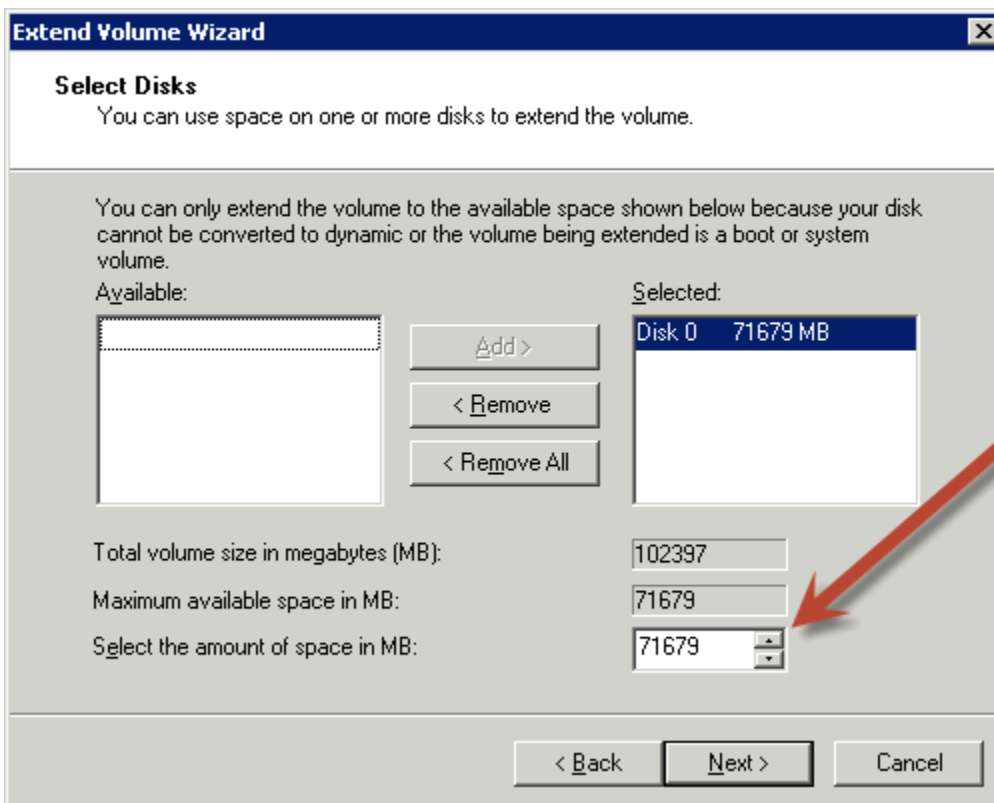 Extend Volume Wizard
Select Disks
You can use space on one or more disks to extend the volume.
You can only extend the volume to the available space shown below because your disk
cannot be converted to dynamic or the volume being extended is a boot or system
volume.
Available:
Selected:
Disk 0 71679 MB
Add >
< Remove
< Remove All
Total volume size in megabytes (MB): 102397
Maximum available space in MB: 71679
Select the amount of space in MB: 71679
< Back Next > Cancel